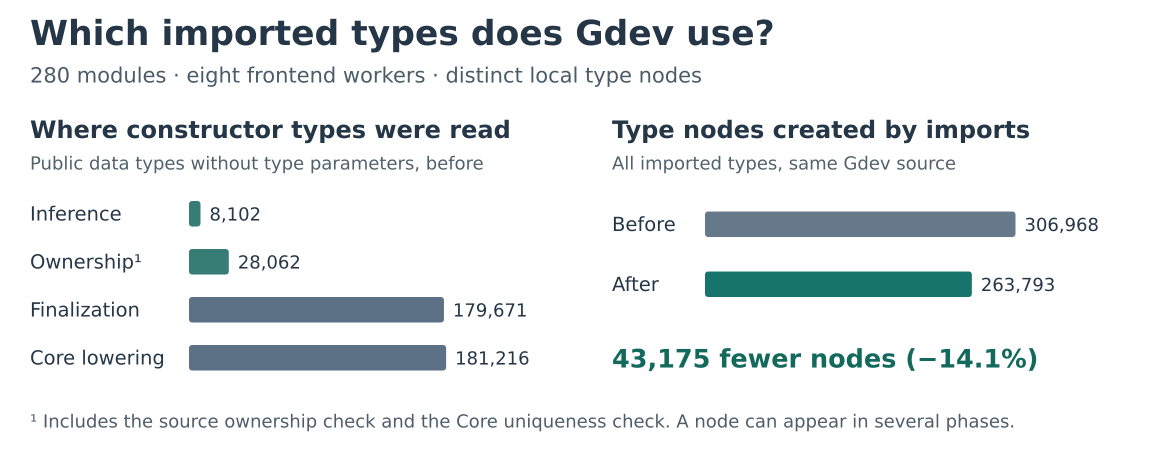 Which imported types does Gdev use?
280 modules · eight frontend workers · distinct local type nodes
Where constructor types were read
Public data types without type parameters, before
Inference 8,102
Ownership¹ 28,062
Finalization 179,671
Core lowering 181,216
Type nodes created by imports
All imported types, same Gdev source
Before 306,968
After 263,793
43,175 fewer nodes (−14.1%)
¹ Includes the source ownership check and the Core uniqueness check. A node can appear in several phases.